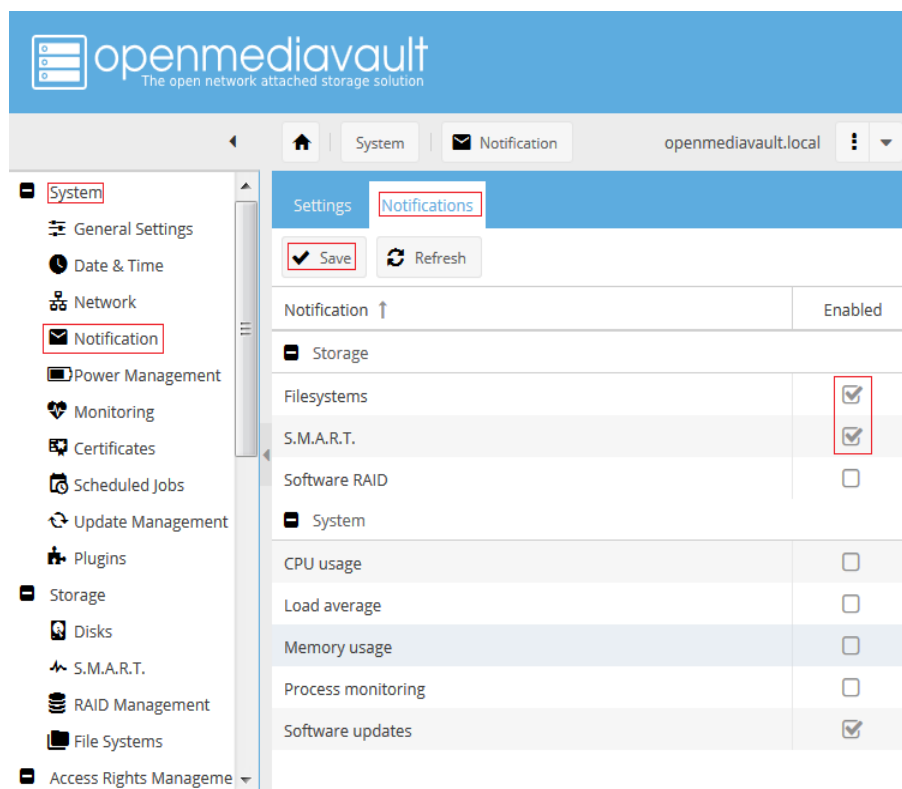 openmediavault
The open network attached storage solution
System Notification openmediavault.local
System
General Settings
Date & Time
Network
Notification
Power Management
Monitoring
Certificates
Scheduled Jobs
Update Management
Plugins
Storage
Disks
S.M.A.R.T.
RAID Management
File Systems
Access Rights Manageme
Settings Notifications
Save Refresh
Notification Enabled
Storage
Filesystems
S.M.A.R.T.
Software RAID
System
CPU usage
Load average
Memory usage
Process monitoring
Software updates